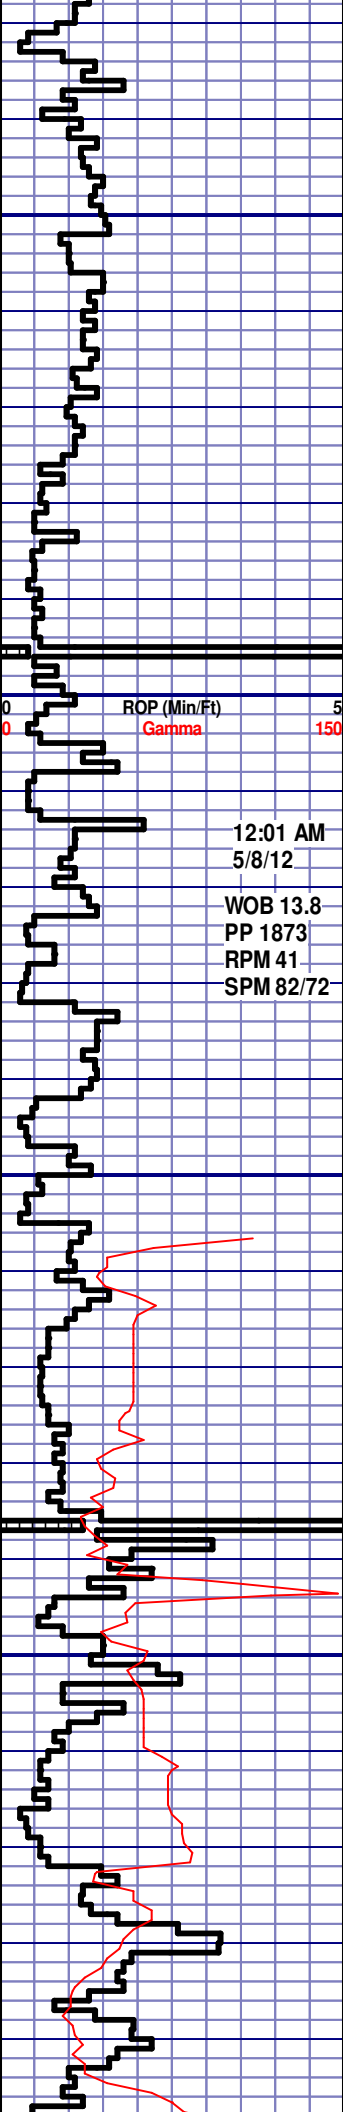 0 ROP (Min/Ft) 5
0 Gamma 150
12:01 AM
5/8/12
WOB 13.8
PP 1873
RPM 41
SPM 82/72